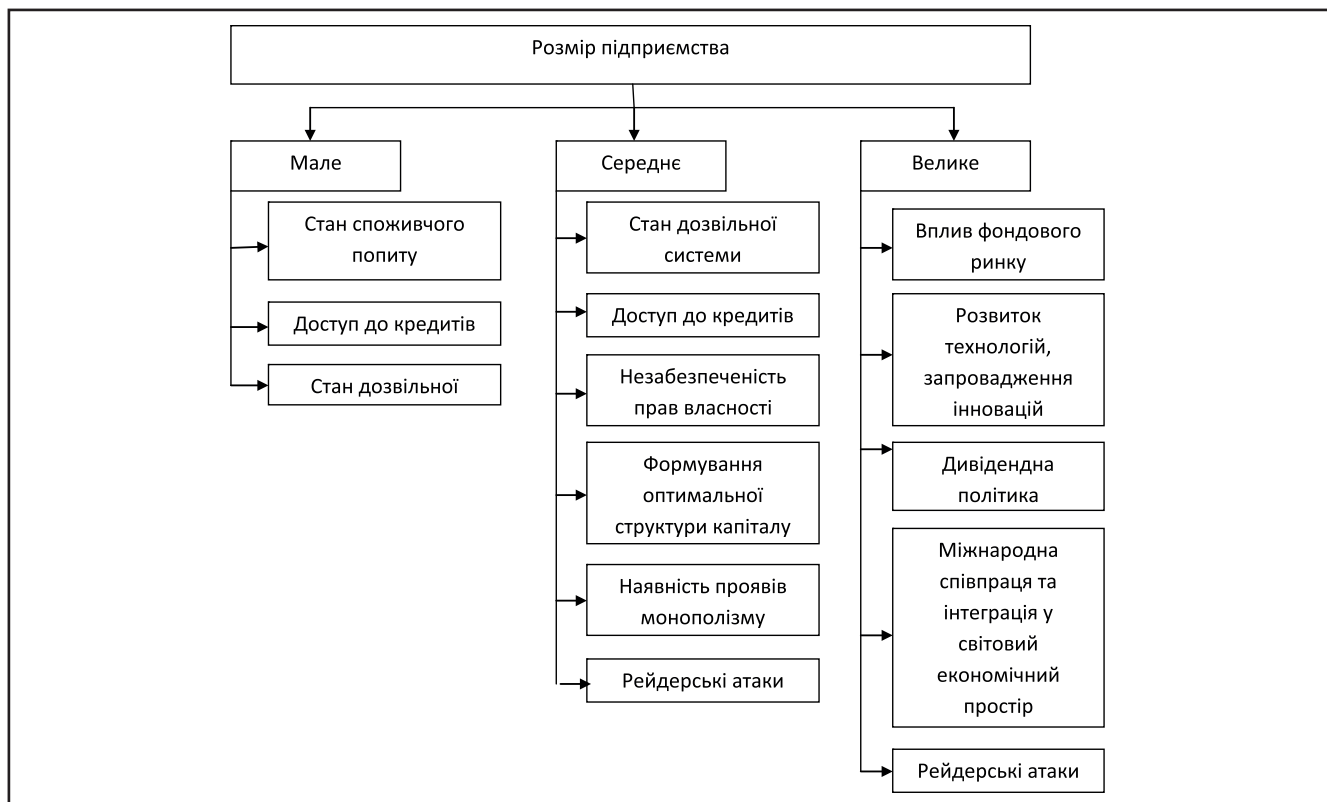 Розмір підприємства
Мале
Стан споживчого
попиту
Доступ до кредитів
Стан дозвільної
Середнє
Стан дозвільної
системи
Доступ до кредитів
Незабезпеченість
прав власності
Формування
оптимальної
структури капіталу
Наявність проявів
монополізму
Рейдерські атаки
Велике
Вплив фондового
ринку
Розвиток
технологій,
запровадження
інновацій
Дивідендна
політика
Міжнародна
співпраця та
інтеграція у
світовий
економічний
простір
Рейдерські атаки